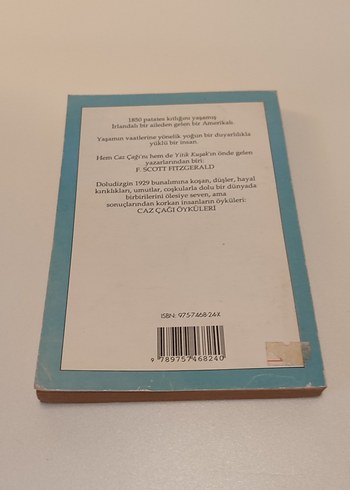 1850 patates kıtlığını yaşamış
İrlandalı bir aileden gelen bir Amerikalı.
Yaşamın vaatlerine yönelik yoğun bir duyarlılıkla
yüklü bir insan.
Hem Caz Çağı'nı hem de Yitik Kuşak'ın önde gelen
yazarlarından biri:
F. SCOTT FITZGERALD
Doludizgin 1929 bunalımına koşan, düşler, hayal
kırıklıkları, umutlar, coşkularla dolu bir dünyada
birbirlerini ölesiye seven, ama
sonuçlarından korkan insanların öyküleri:
CAZ ÇAĞI ÖYKÜLERİ
ISBN: 975-7468-24-X
9 789757 468240